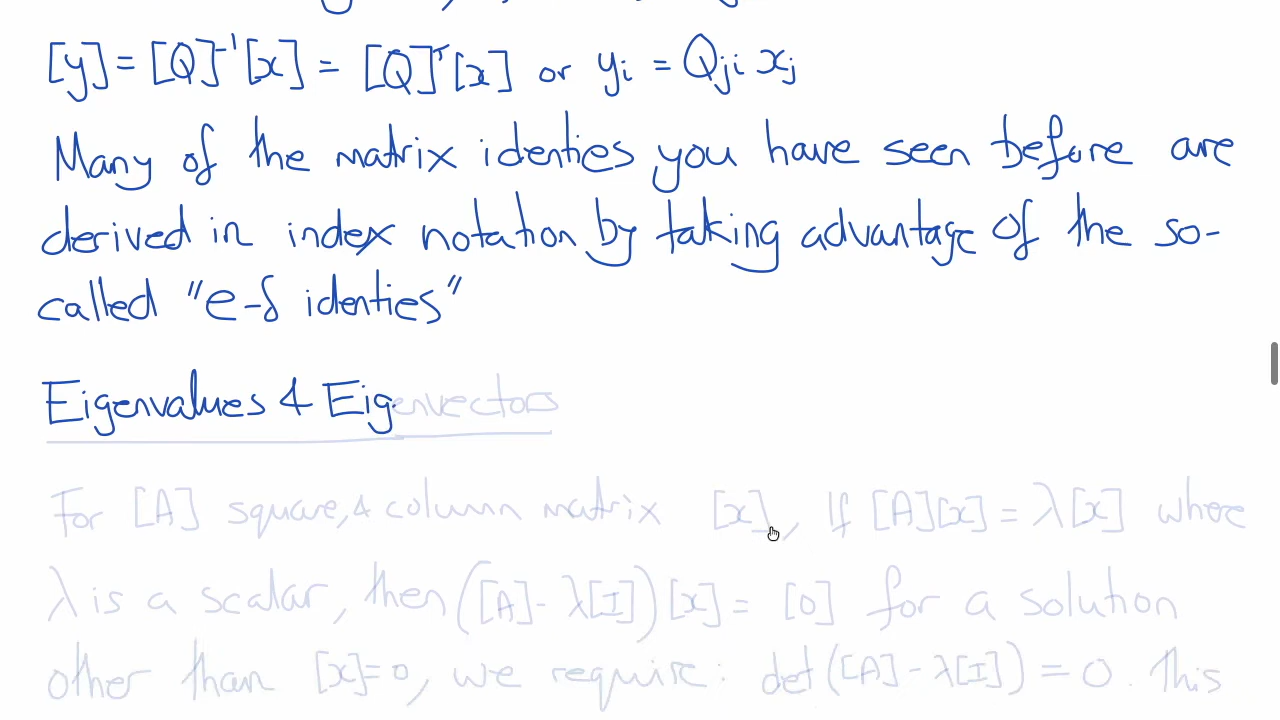 [y] = [Q]⁻¹[x] = [Q]ᵀ[x] or yᵢ = Qⱼᵢ xⱼ
Many of the matrix identies you have seen before are
derived in index notation by taking advantage of the so-
called "e-δ identies"
Eigenvalues & Eigenvectors
For [A] square, & column matrix [x], If [A][x] = λ[x] where
λ is a scalar, then ([A] - λ[I])[x] = [0] for a solution
other than [x]=0, we require: det([A] - λ[I]) = 0. This